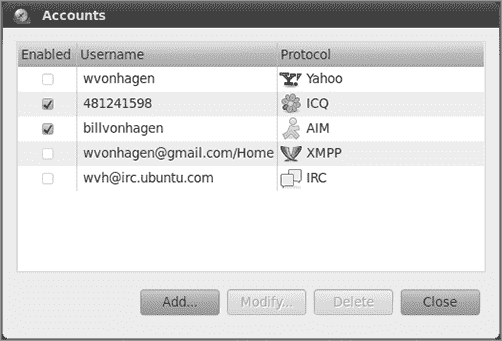 Accounts
Enabled Username Protocol
wvonhagen Yahoo
481241598 ICQ
billvonhagen AIM
wvonhagen@gmail.com/Home XMPP
wvh@irc.ubuntu.com IRC
Add... Modify... Delete Close